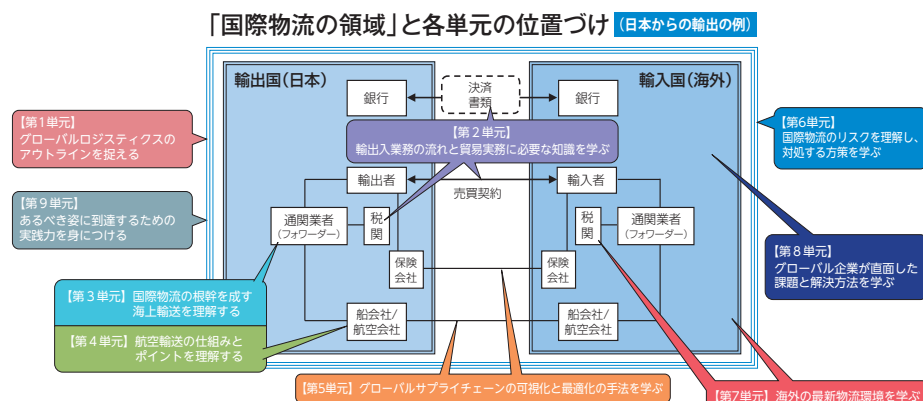 「国際物流の領域」と各単元の位置づけ (日本からの輸出の例)
輸出国(日本)
輸入国(海外)
銀行
決済
書類
銀行
【第1単元】
グローバルロジスティクスの
アウトラインを捉える
【第6単元】
国際物流のリスクを理解し、
対処する方策を学ぶ
【第2単元】
輸出入業務の流れと貿易実務に必要な知識を学ぶ
輸出者
売買契約
輸入者
【第9単元】
あるべき姿に到達するための
実践力を身につける
通関業者
(フォワーダー)
税
関
税
関
通関業者
(フォワーダー)
【第8単元】
グローバル企業が直面した
課題と解決方法を学ぶ
保険
会社
保険
会社
【第3単元】国際物流の根幹を成す
海上輸送を理解する
【第4単元】航空輸送の仕組みと
ポイントを理解する
船会社/
航空会社
船会社/
航空会社
【第5単元】グローバルサプライチェーンの可視化と最適化の手法を学ぶ
【第7単元】海外の最新物流環境を学ぶ